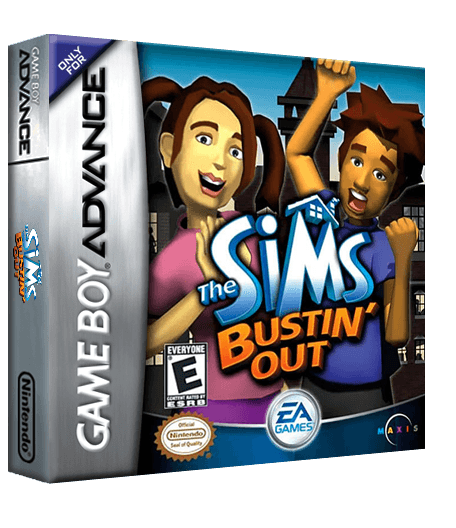 GAME BOY
ADVANCE
The
SiMS
BUSTIN'
OUT
Nintendo
GAME BOY ADVANCE
ONLY
FOR
The
SiMS
BUSTIN'
OUT
EVERYONE
E
CONTENT RATED BY
ESRB
Official
Nintendo
Seal of Quality
EA
GAMES
MAXIS